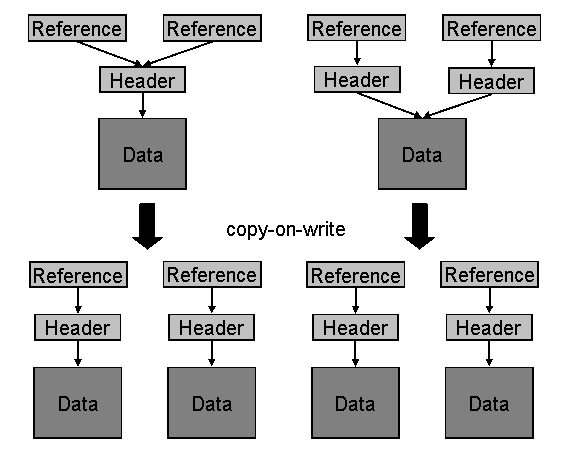 Reference Reference Reference Reference
Header Header Header
Data Data
copy-on-write
Reference Reference Reference Reference
Header Header Header Header
Data Data Data Data